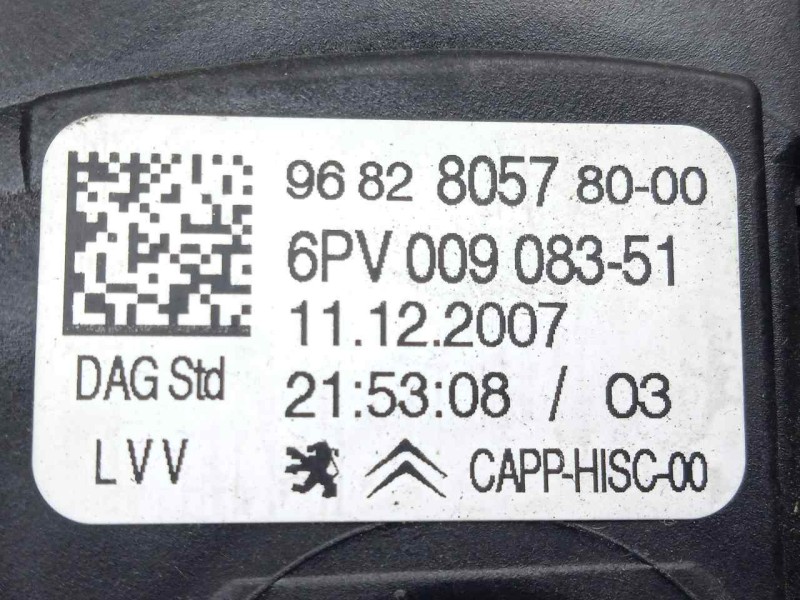 96 82 8057 80-00
6PV 009 083-51
11.12.2007
DAG Std
21:53:08 / 03
LVV
CAPP-HISC-00